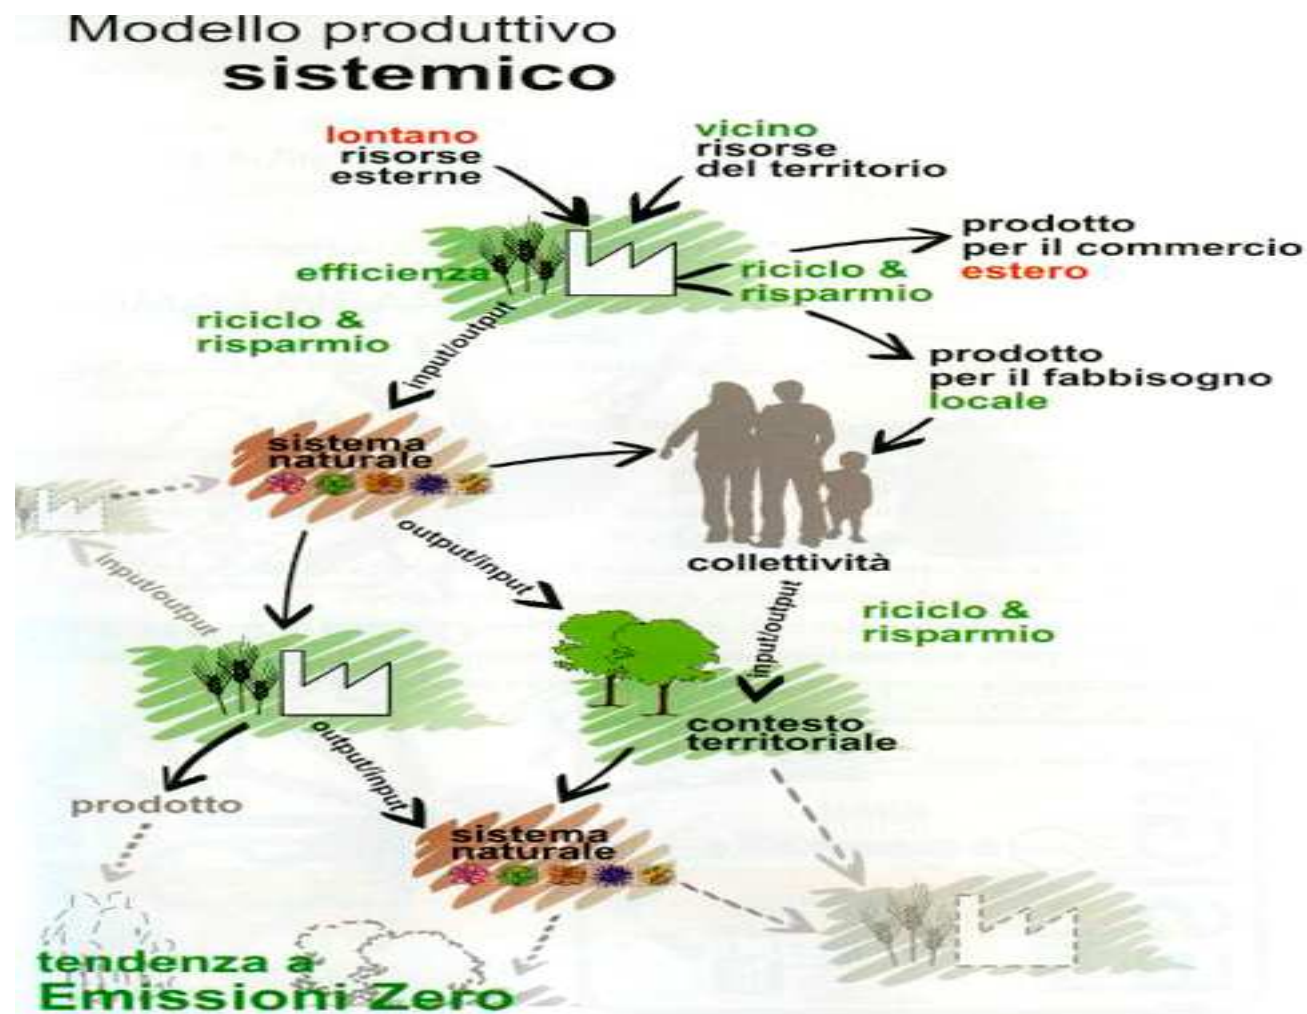 Modello produttivo
sistemico
lontano
risorse
esterne
vicino
risorse
del territorio
prodotto
per il commercio
estero
efficienza
riciclo &
risparmio
riciclo &
risparmio
input/output
prodotto
per il fabbisogno
locale
sistema
naturale
output/input
collettività
input/output
input/output
riciclo &
risparmio
contesto
territoriale
output/input
prodotto
sistema
naturale
tendenza a
Emissioni Zero